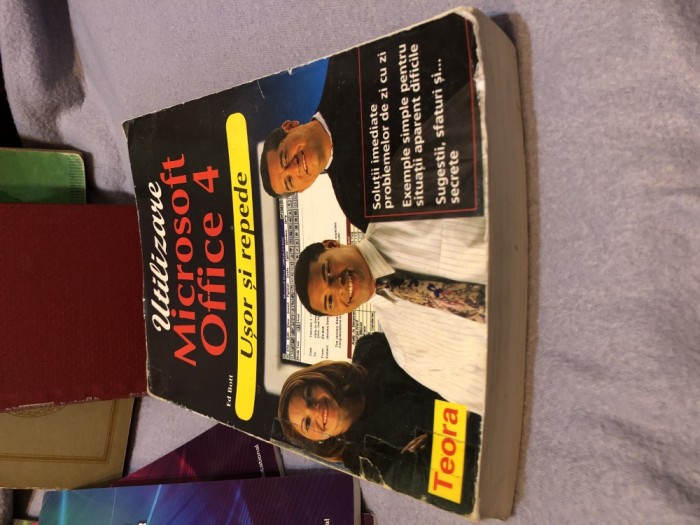 Utilizare
Microsoft
Office 4
Ușor și repede
Ed Bott
Soluții imediate
problemelor de zi cu zi
Exemple simple pentru
situații aparent dificile
Sugestii, sfaturi și...
secrete
Teora